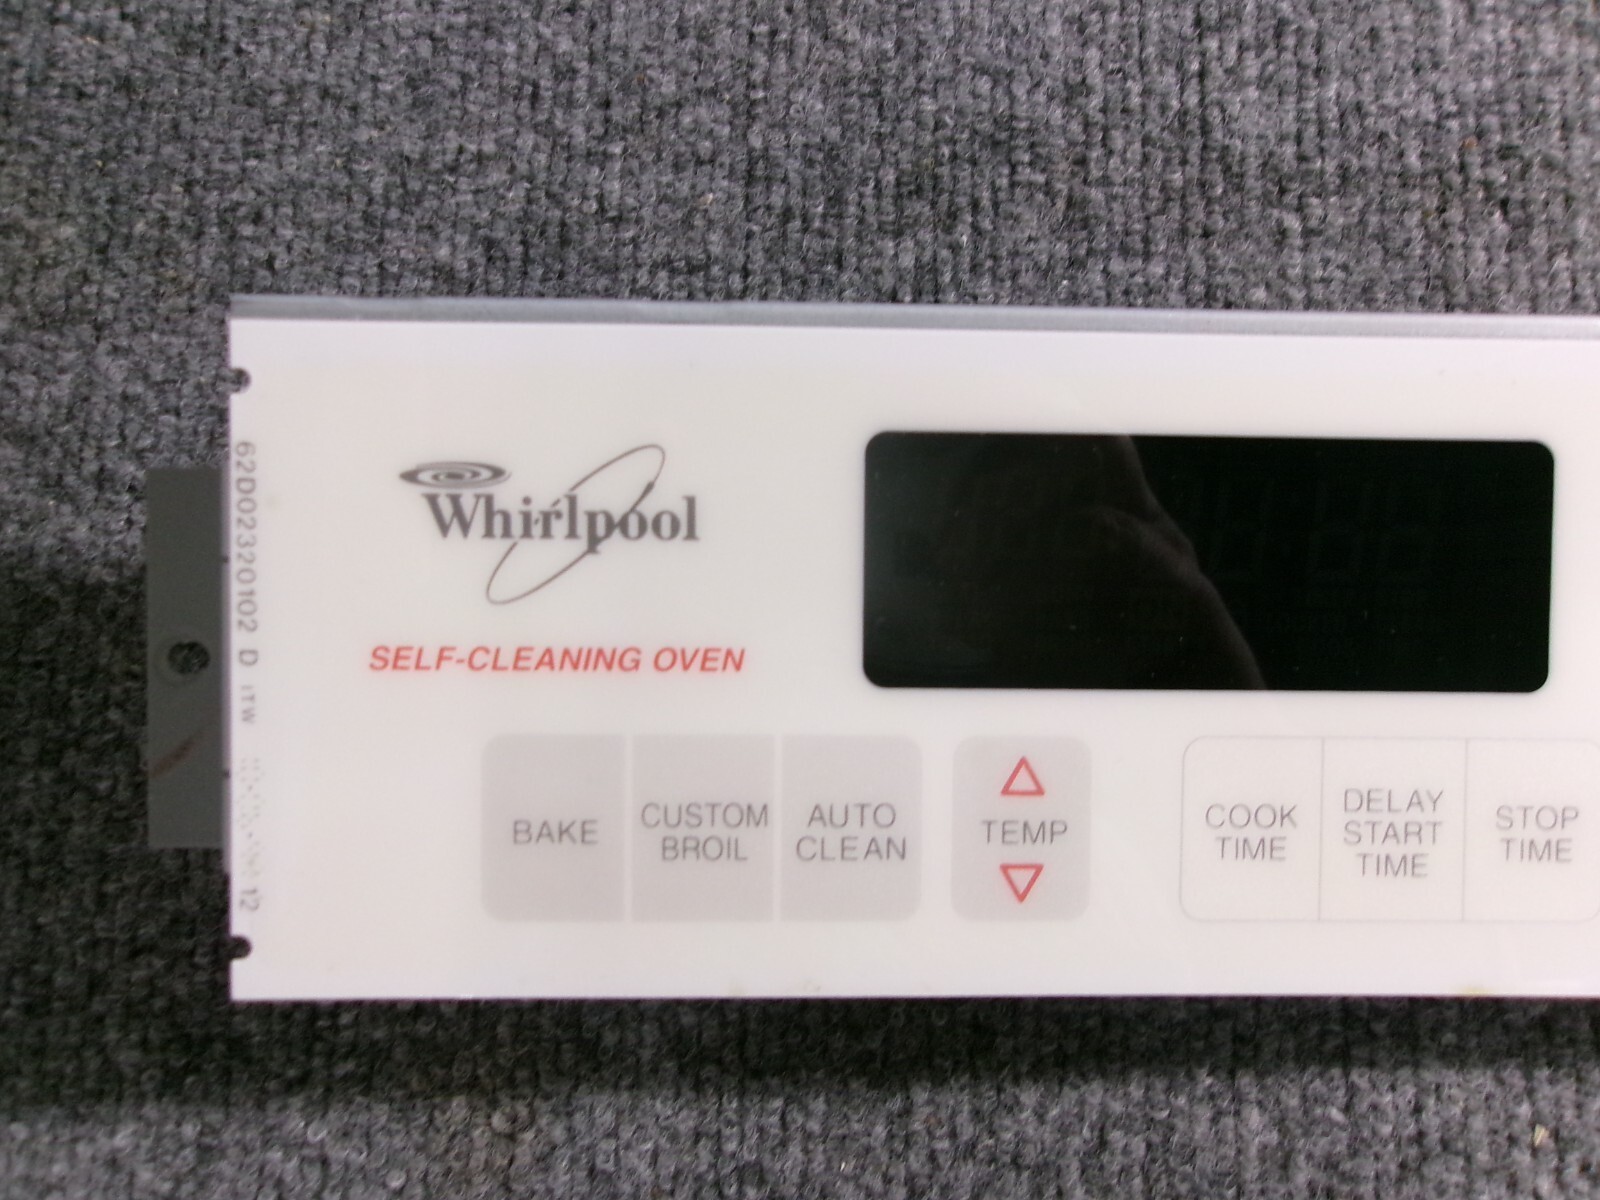 Whirlpool
SELF-CLEANING OVEN
BAKE
CUSTOM
BROIL
AUTO
CLEAN
TEMP
COOK
TIME
DELAY
START
TIME
STOP
TIME
62D02320102 D ITW
12